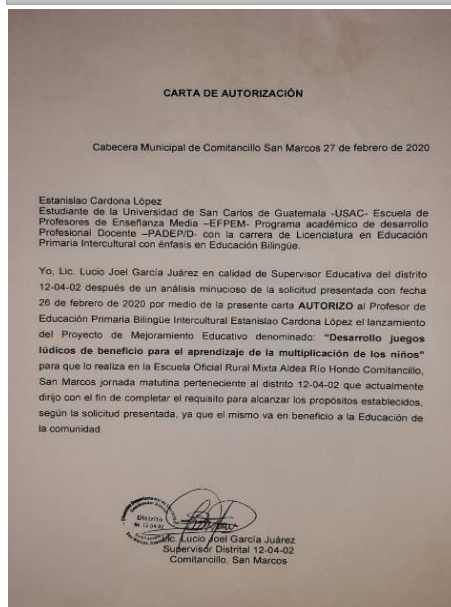 CARTA DE AUTORIZACIÓN
Cabecera Municipal de Comitancillo San Marcos 27 de febrero de 2020
Estanislao Cardona López
Estudiante de la Universidad de San Carlos de Guatemala -USAC- Escuela de
Profesores de Enseñanza Media –EFPEM- Programa académico de desarrollo
Profesional Docente –PADEP/D- con la carrera de Licenciatura en Educación
Primaria Intercultural con énfasis en Educación Bilingüe.
Yo, Lic. Lucio Joel García Juárez en calidad de Supervisor Educativa del distrito
12-04-02 después de un análisis minucioso de la solicitud presentada con fecha
26 de febrero de 2020 por medio de la presente carta AUTORIZO al Profesor de
Educación Primaria Bilingüe Intercultural Estanislao Cardona López el lanzamiento
del Proyecto de Mejoramiento Educativo denominado: "Desarrollo juegos
lúdicos de beneficio para el aprendizaje de la multiplicación de los niños"
para que lo realiza en la Escuela Oficial Rural Mixta Aldea Río Hondo Comitancillo,
San Marcos jornada matutina perteneciente al distrito 12-04-02 que actualmente
dirijo con el fin de completar el requisito para alcanzar los propósitos establecidos,
según la solicitud presentada, ya que el mismo va en beneficio a la Educación de
la comunidad.
Distrito
No. 12-04-02
Lic. Lucio Joel García Juárez
Supervisor Distrital 12-04-02
Comitancillo, San Marcos